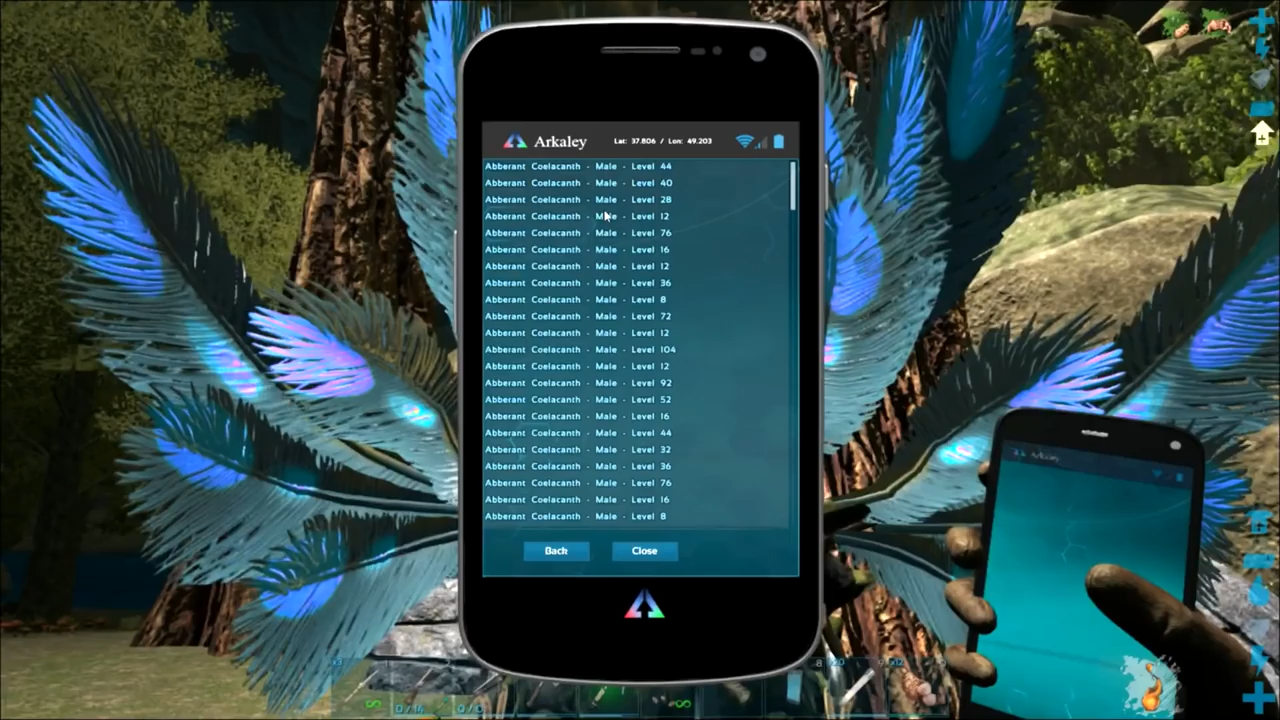 Arkaley
Lat: 37.806 / Lon: 49.203
Abberant Coelacanth - Male - Level 44
Abberant Coelacanth - Male - Level 40
Abberant Coelacanth - Male - Level 28
Abberant Coelacanth - Male - Level 12
Abberant Coelacanth - Male - Level 76
Abberant Coelacanth - Male - Level 16
Abberant Coelacanth - Male - Level 12
Abberant Coelacanth - Male - Level 36
Abberant Coelacanth - Male - Level 8
Abberant Coelacanth - Male - Level 72
Abberant Coelacanth - Male - Level 12
Abberant Coelacanth - Male - Level 104
Abberant Coelacanth - Male - Level 12
Abberant Coelacanth - Male - Level 92
Abberant Coelacanth - Male - Level 52
Abberant Coelacanth - Male - Level 16
Abberant Coelacanth - Male - Level 44
Abberant Coelacanth - Male - Level 32
Abberant Coelacanth - Male - Level 36
Abberant Coelacanth - Male - Level 76
Abberant Coelacanth - Male - Level 16
Abberant Coelacanth - Male - Level 8
Back
Close
Arkaley